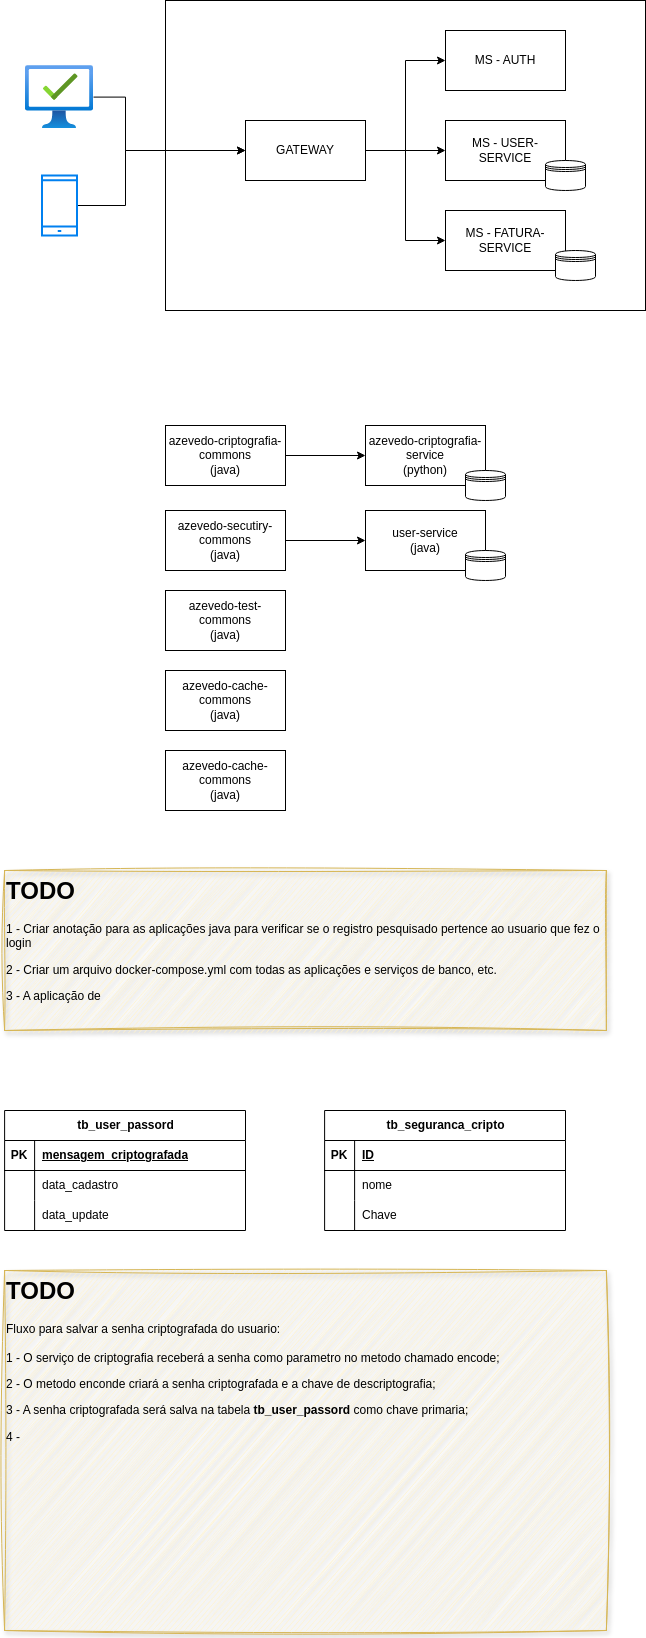 MS - AUTH
GATEWAY
MS - USER-
SERVICE
MS - FATURA-
SERVICE
azevedo-criptografia-
commons
(java)
azevedo-criptografia-
service
(python)
azevedo-secutiry-
commons
(java)
user-service
(java)
azevedo-test-
commons
(java)
azevedo-cache-
commons
(java)
azevedo-cache-
commons
(java)
TODO
1 - Criar anotação para as aplicações java para verificar se o registro pesquisado pertence ao usuario que fez o
login
2 - Criar um arquivo docker-compose.yml com todas as aplicações e serviços de banco, etc.
3 - A aplicação de
tb_user_passord
PK mensagem_criptografada
data_cadastro
data_update
tb_seguranca_cripto
PK ID
nome
Chave
TODO
Fluxo para salvar a senha criptografada do usuario:
1 - O serviço de criptografia receberá a senha como parametro no metodo chamado encode;
2 - O metodo enconde criará a senha criptografada e a chave de descriptografia;
3 - A senha criptografada será salva na tabela tb_user_passord como chave primaria;
4 -